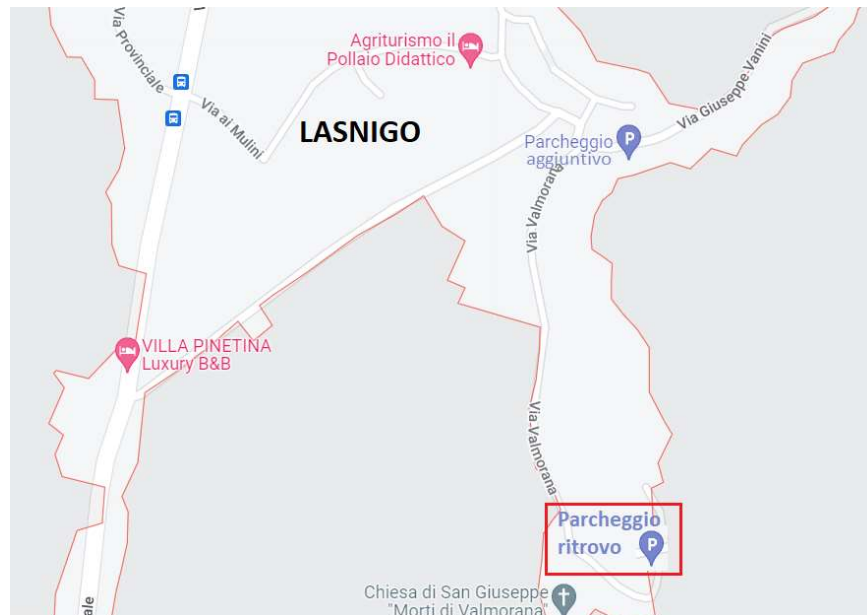 Via Provinciale
Agriturismo il
Pollaio Didattico
Via ai Mulini
LASNIGO
Via Giuseppe Vanini
P
Parcheggio
aggiuntivo
Via Valmorana
VILLA PINETINA
Luxury B&B
Via Valmorana
Parcheggio
ritrovo
P
ale
Chiesa di San Giuseppe
"Morti di Valmorana"